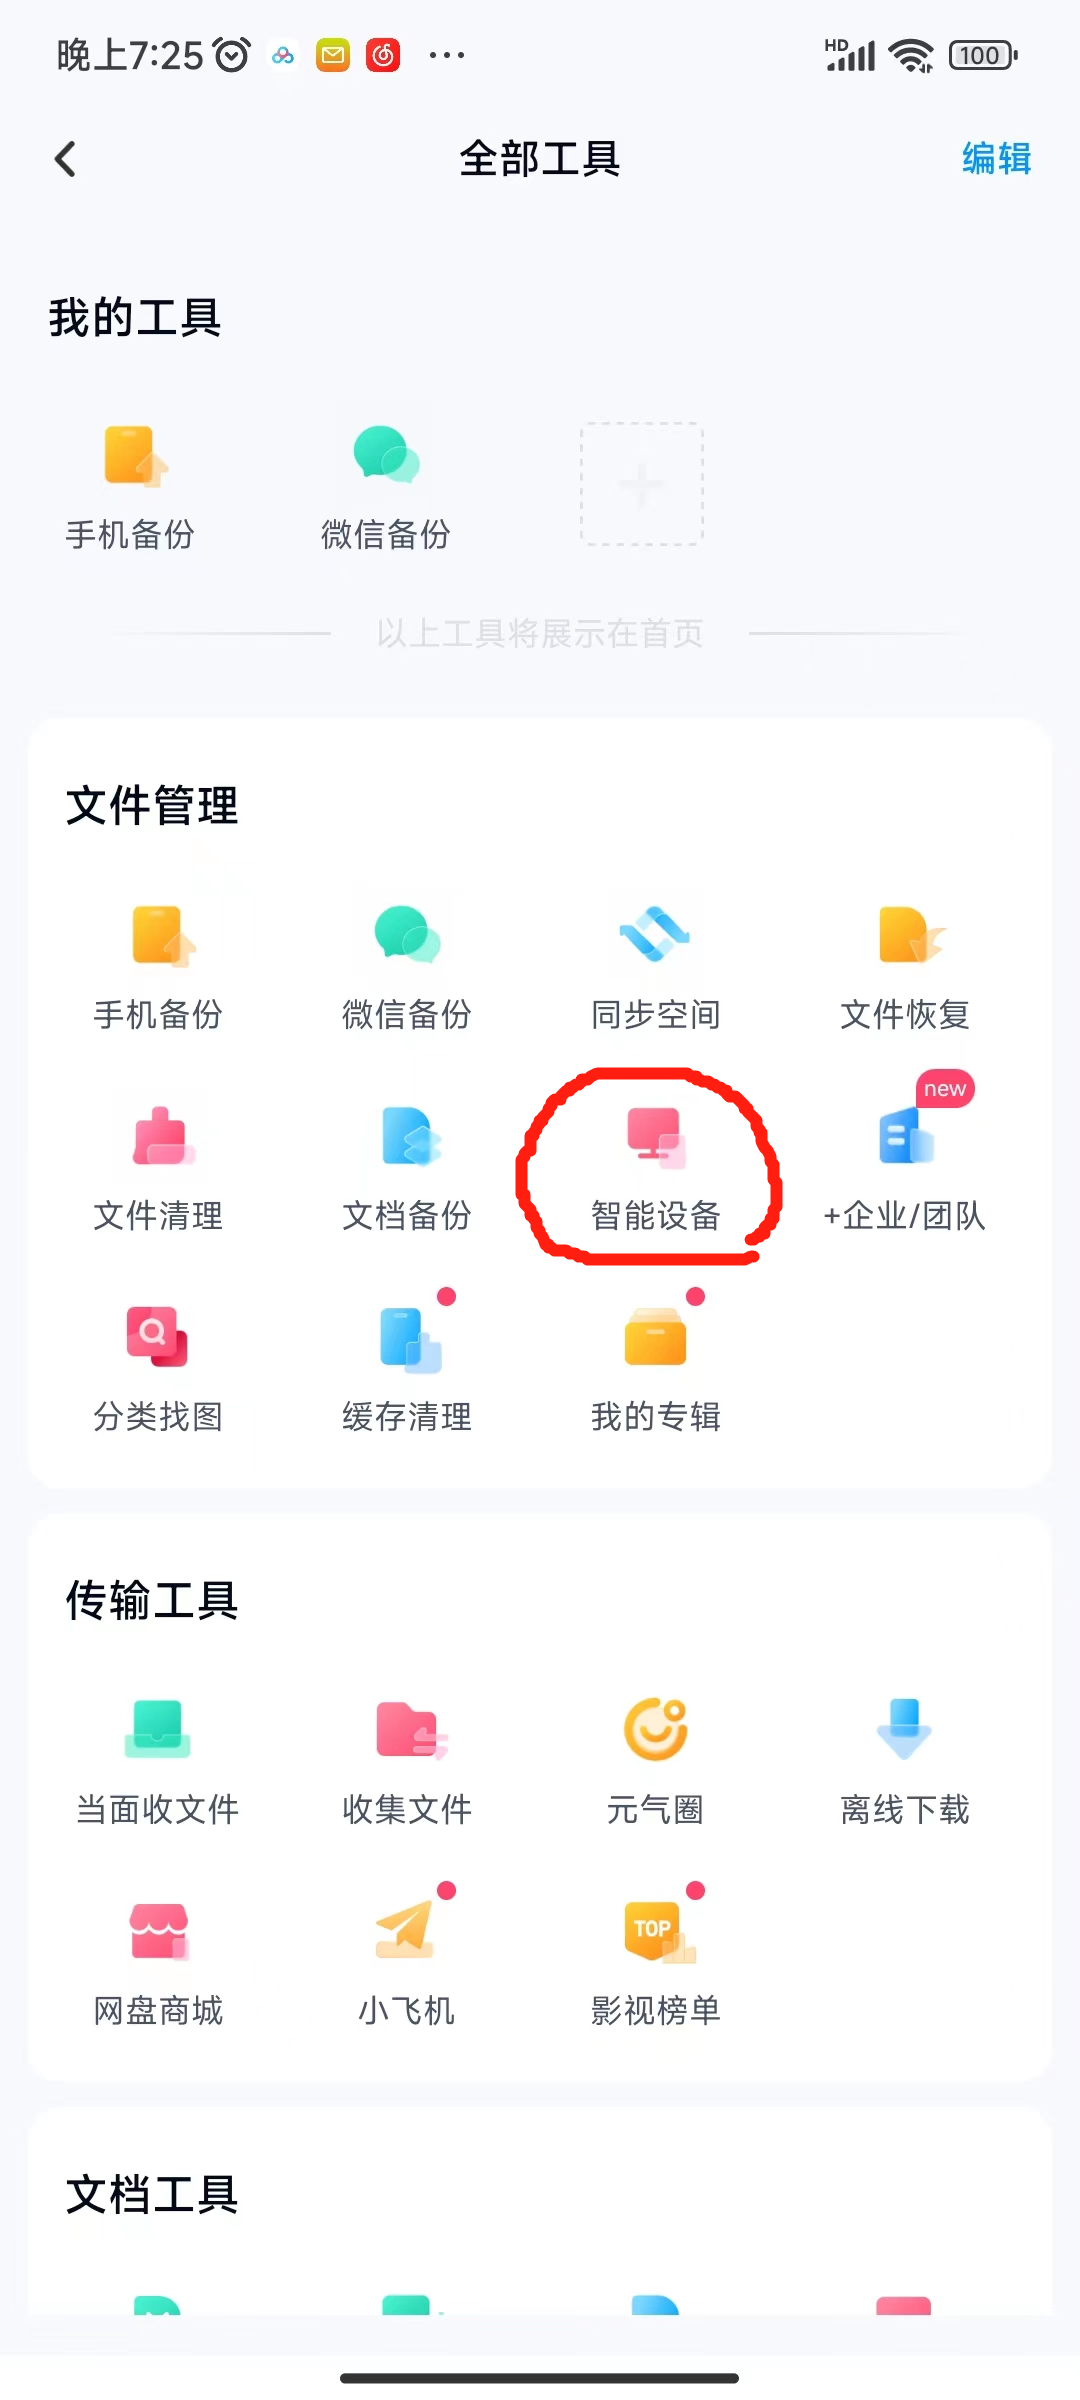 晚上7:25 HD 100
全部工具 编辑
我的工具
手机备份 微信备份
以上工具将展示在首页
文件管理
手机备份 微信备份 同步空间 文件恢复
new
文件清理 文档备份 智能设备 +企业/团队
分类找图 缓存清理 我的专辑
传输工具
当面收文件 收集文件 元气圈 离线下载
TOP
网盘商城 小飞机 影视榜单
文档工具